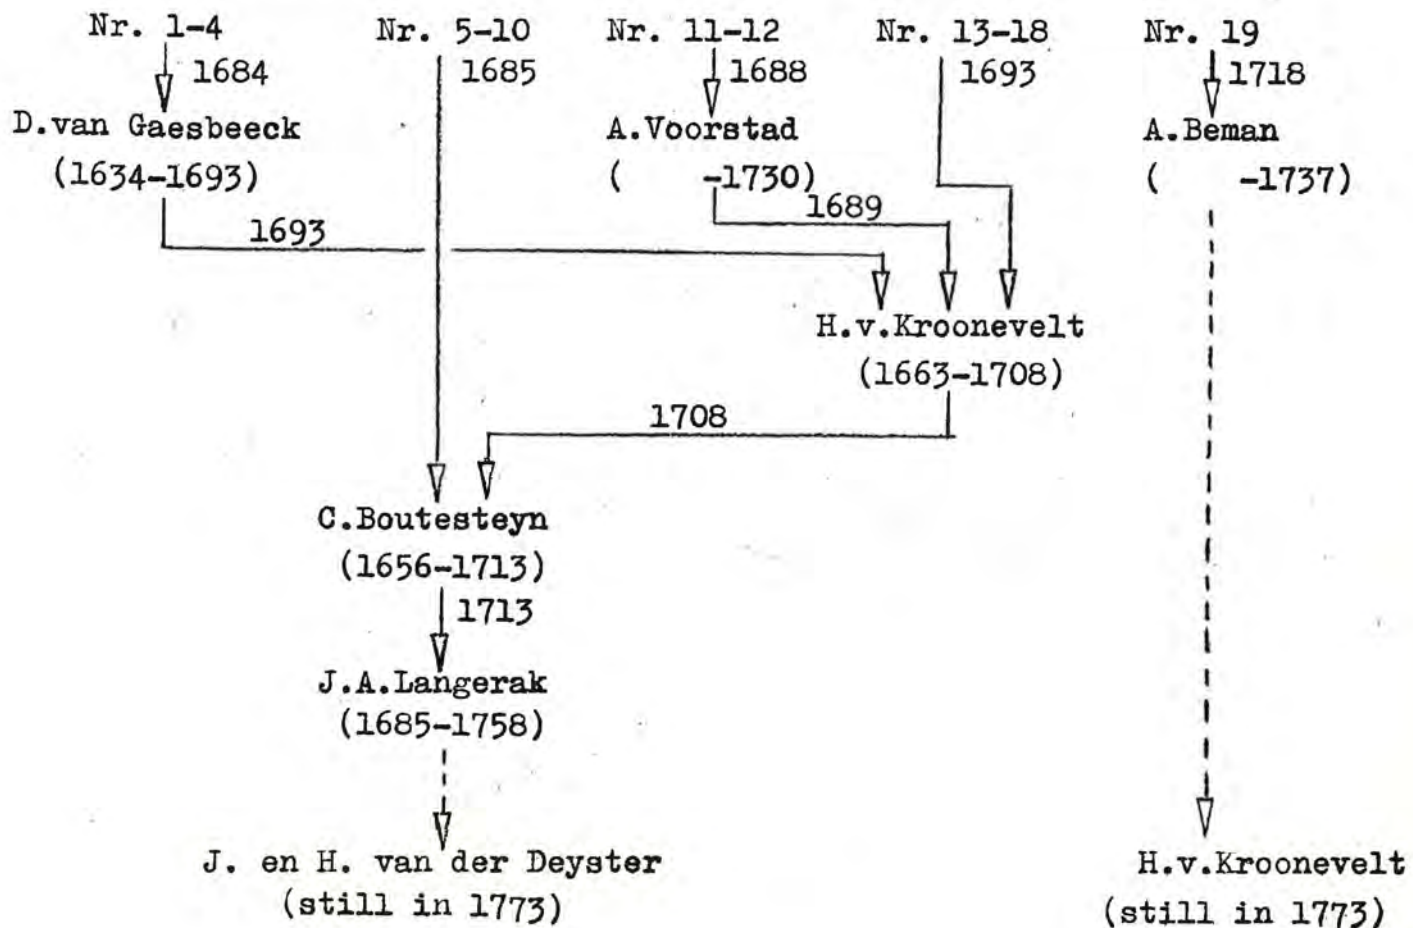 Nr. 1-4 Nr. 5-10 Nr. 11-12 Nr. 13-18 Nr. 19
1684 1685 1688 1693 1718
D.van Gaesbeeck A.Voorstad A.Beman
(1634-1693) ( -1730) ( -1737)
1693 1689
H.v.Kroonevelt
(1663-1708)
1708
C.Boutesteyn
(1656-1713)
1713
J.A.Langerak
(1685-1758)
J. en H. van der Deyster H.v.Kroonevelt
(still in 1773) (still in 1773)